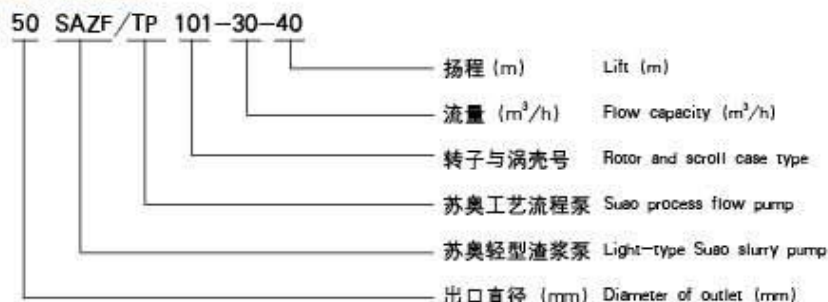 50 SAZF/TP 101-30-40
扬程 (m) Lift (m)
流量 (m³/h) Flow capacity (m³/h)
转子与涡壳号 Rotor and scroll case type
苏奥工艺流程泵 Suao process flow pump
苏奥轻型渣浆泵 Light-type Suao slurry pump
出口直径 (mm) Diameter of outlet (mm)